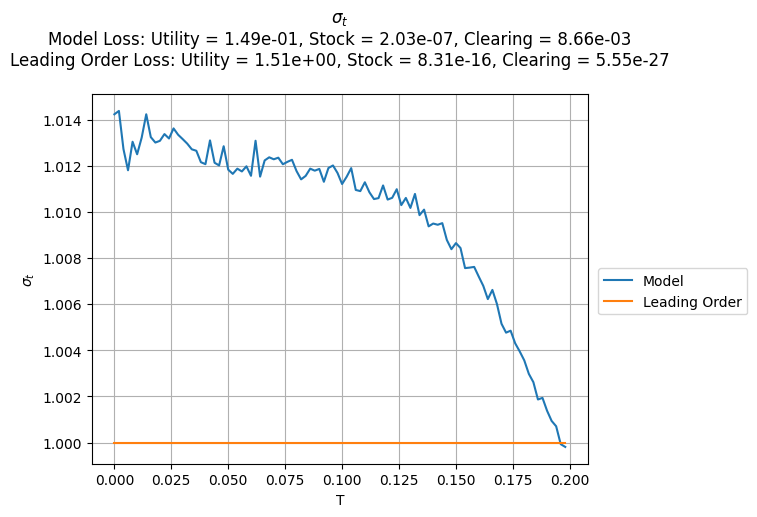 σt
Model Loss: Utility = 1.49e-01, Stock = 2.03e-07, Clearing = 8.66e-03
Leading Order Loss: Utility = 1.51e+00, Stock = 8.31e-16, Clearing = 5.55e-27
1.014
1.012
1.010
1.008
1.006
1.004
1.002
1.000
σt
0.000 0.025 0.050 0.075 0.100 0.125 0.150 0.175 0.200
T
Model
Leading Order